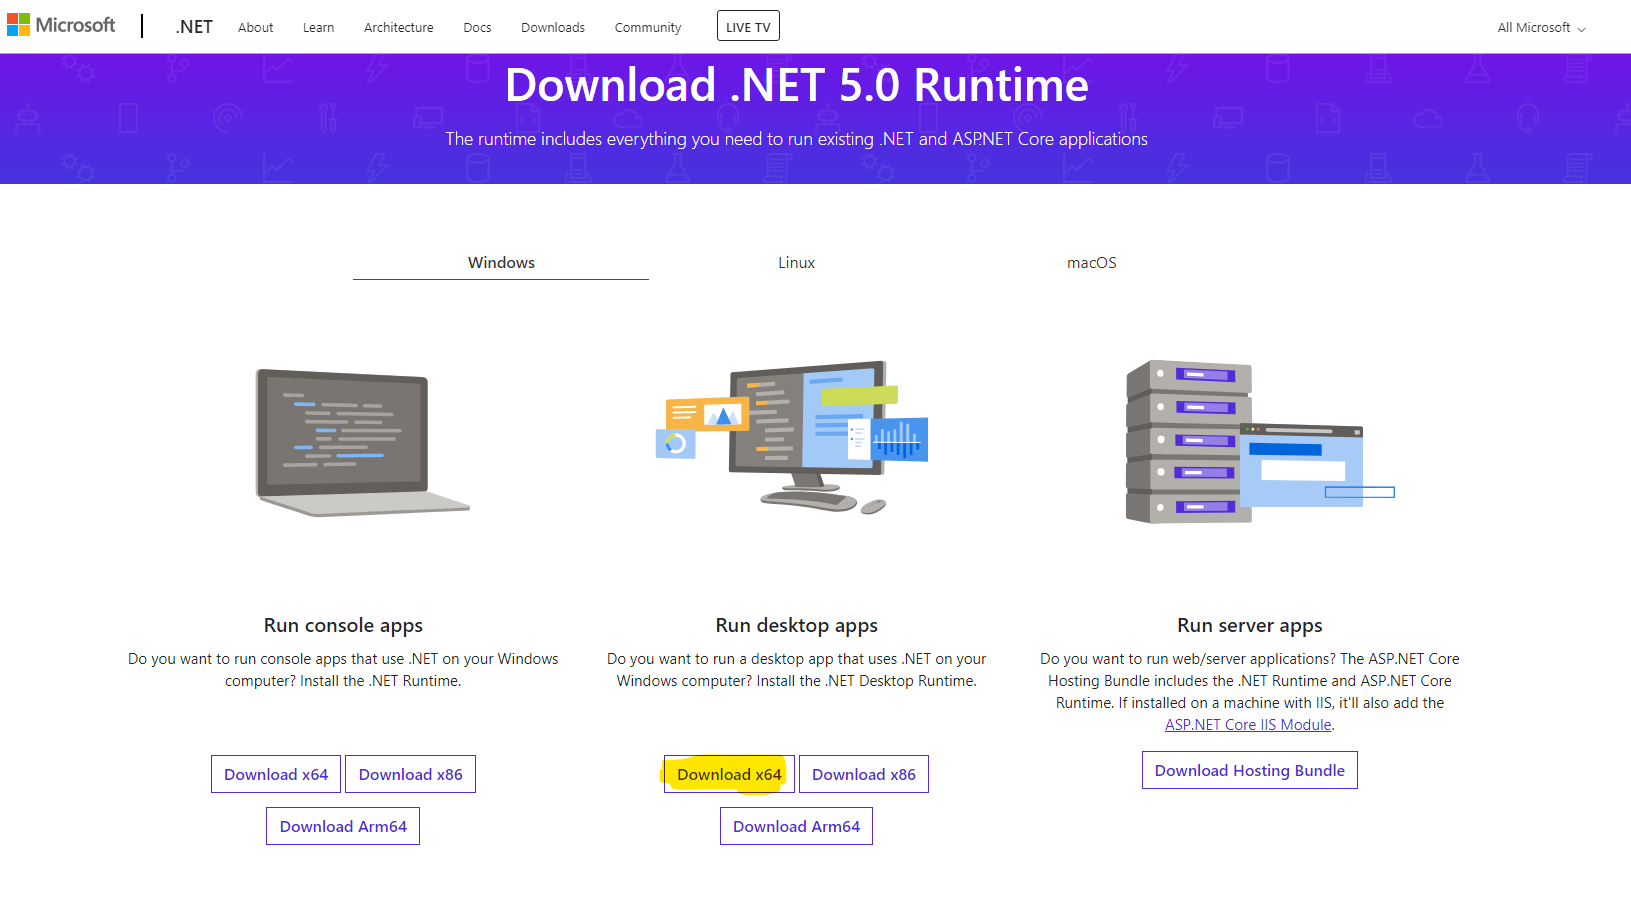 Microsoft
.NET
About
Learn
Architecture
Docs
Downloads
Community
LIVE TV
All Microsoft
Download .NET 5.0 Runtime
The runtime includes everything you need to run existing .NET and ASP.NET Core applications
Windows
Linux
macOS
Run console apps
Do you want to run console apps that use .NET on your Windows
computer? Install the .NET Runtime.
Download x64
Download x86
Download Arm64
Run desktop apps
Do you want to run a desktop app that uses .NET on your
Windows computer? Install the .NET Desktop Runtime.
Download x64
Download x86
Download Arm64
Run server apps
Do you want to run web/server applications? The ASP.NET Core
Hosting Bundle includes the .NET Runtime and ASP.NET Core
Runtime. If installed on a machine with IIS, it'll also add the
ASP.NET Core IIS Module.
Download Hosting Bundle